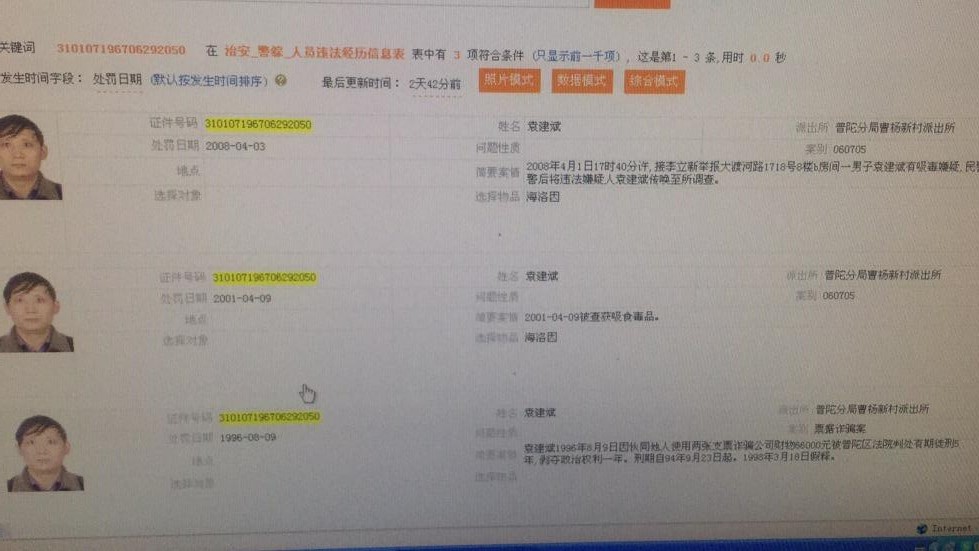 关键词 310107196706292050 在 治安_警综_人员违法经历信息表 表中有 3 项符合条件 (只显示前一千项) , 这是第1 - 3 条,用时 0.0 秒
发生时间字段: 处罚日期 (默认按发生时间排序) 最后更新时间: 2天42分前 照片模式 数据模式 综合模式
证件号码 310107196706292050 姓名 袁建斌 派出所 普陀分局曹杨新村派出所
处罚日期 2008-04-03 问题性质 案别 060705
地点 简要案情 2008年4月1日17时40分许,接李立新举报大渡河路1718号8楼b房间一男子袁建斌有吸毒嫌疑,民
警后将违法嫌疑人袁建斌传唤至所调查。
选择对象 选择物品 海洛因
证件号码 310107196706292050 姓名 袁建斌 派出所 普陀分局曹杨新村派出所
处罚日期 2001-04-09 问题性质 案别 060705
地点 简要案情 2001-04-09被查获吸食毒品。
选择对象 选择物品 海洛因
证件号码 310107196706292050 姓名 袁建斌 派出所 普陀分局曹杨新村派出所
处罚日期 1996-08-09 问题性质 案别 票据诈骗案
地点 简要案情 袁建斌1996年8月9日因伙同他人使用两张支票诈骗公司财物66000元被普陀区法院判处有期徒刑5
年,剥夺政治权利一年。刑期自94年9月23日起。1998年3月18日假释。
选择对象 选择物品
Internet